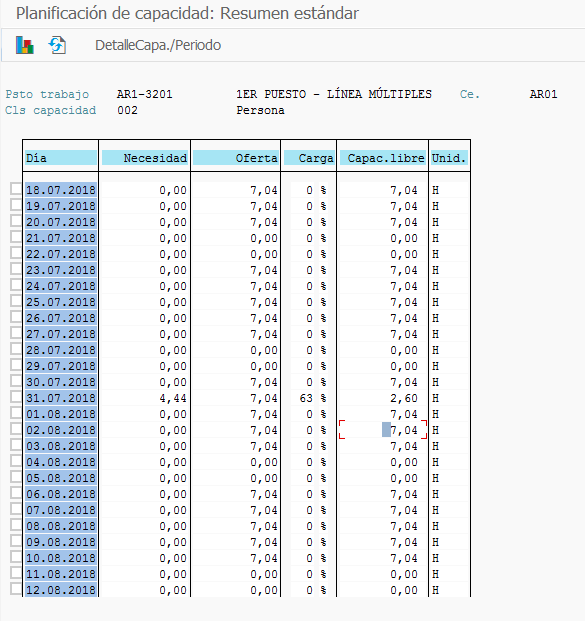 Planificación de capacidad: Resumen estándar
DetalleCapa./Periodo
Psto trabajo AR1-3201 1ER PUESTO - LÍNEA MÚLTIPLES Ce. AR01
Cls capacidad 002 Persona
Día Necesidad Oferta Carga Capac.libre Unid.
18.07.2018 0,00 7,04 0 % 7,04 H
19.07.2018 0,00 7,04 0 % 7,04 H
20.07.2018 0,00 7,04 0 % 7,04 H
21.07.2018 0,00 0,00 0 % 0,00 H
22.07.2018 0,00 0,00 0 % 0,00 H
23.07.2018 0,00 7,04 0 % 7,04 H
24.07.2018 0,00 7,04 0 % 7,04 H
25.07.2018 0,00 7,04 0 % 7,04 H
26.07.2018 0,00 7,04 0 % 7,04 H
27.07.2018 0,00 7,04 0 % 7,04 H
28.07.2018 0,00 0,00 0 % 0,00 H
29.07.2018 0,00 0,00 0 % 0,00 H
30.07.2018 0,00 7,04 0 % 7,04 H
31.07.2018 4,44 7,04 63 % 2,60 H
01.08.2018 0,00 7,04 0 % 7,04 H
02.08.2018 0,00 7,04 0 % 7,04 H
03.08.2018 0,00 7,04 0 % 7,04 H
04.08.2018 0,00 0,00 0 % 0,00 H
05.08.2018 0,00 0,00 0 % 0,00 H
06.08.2018 0,00 7,04 0 % 7,04 H
07.08.2018 0,00 7,04 0 % 7,04 H
08.08.2018 0,00 7,04 0 % 7,04 H
09.08.2018 0,00 7,04 0 % 7,04 H
10.08.2018 0,00 7,04 0 % 7,04 H
11.08.2018 0,00 0,00 0 % 0,00 H
12.08.2018 0,00 0,00 0 % 0,00 H